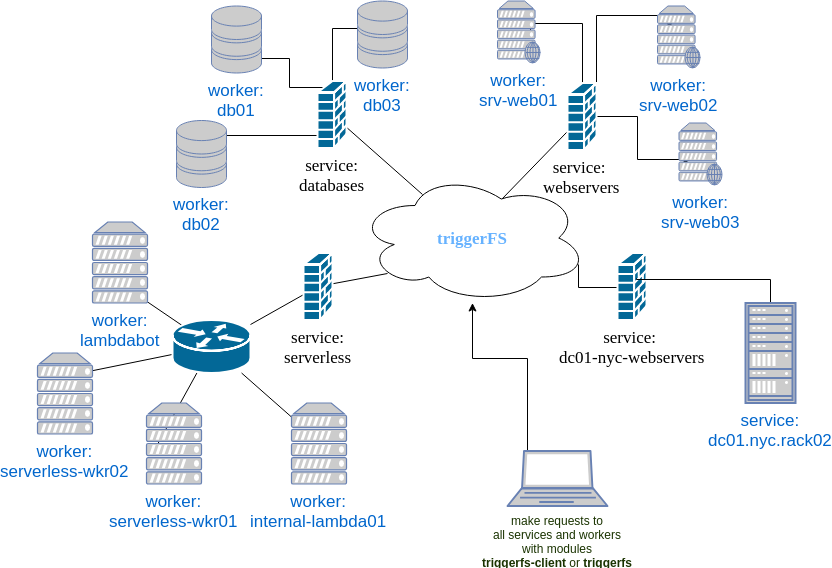 worker:
db01
worker:
db03
worker:
srv-web01
worker:
srv-web02
service:
databases
service:
webservers
worker:
db02
worker:
srv-web03
triggerFS
worker:
lambdabot
service:
serverless
service:
dc01-nyc-webservers
service:
dc01.nyc.rack02
worker:
serverless-wkr02
worker:
serverless-wkr01
worker:
internal-lambda01
make requests to
all services and workers
with modules
triggerfs-client or triggerfs